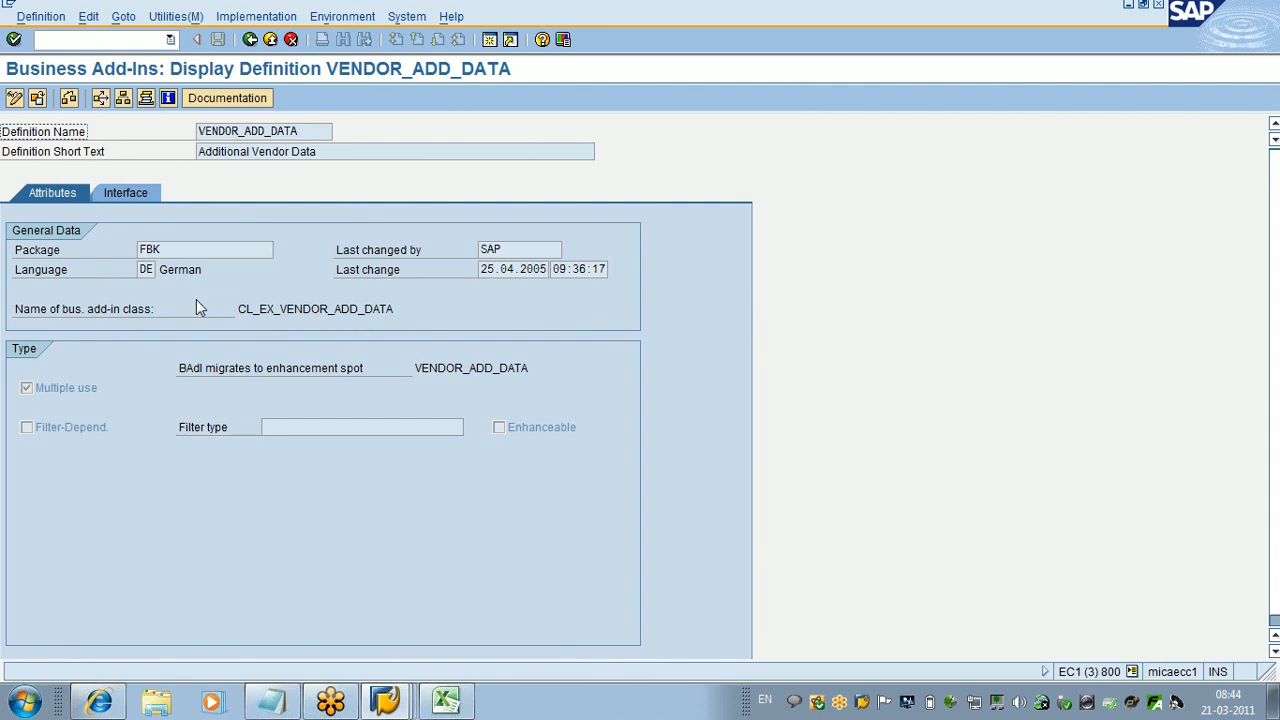 Definition Edit Goto Utilities(M) Implementation Environment System Help
SAP
Business Add-Ins: Display Definition VENDOR_ADD_DATA
Documentation
Definition Name VENDOR_ADD_DATA
Definition Short Text Additional Vendor Data
Attributes Interface
General Data
Package FBK Last changed by SAP
Language DE German Last change 25.04.2005 09:36:17
Name of bus. add-in class: CL_EX_VENDOR_ADD_DATA
Type
BAdI migrates to enhancement spot VENDOR_ADD_DATA
Multiple use
Filter-Depend. Filter type Enhanceable
EC1 (3) 800 micaecc1 INS
EN 08:44
21-03-2011